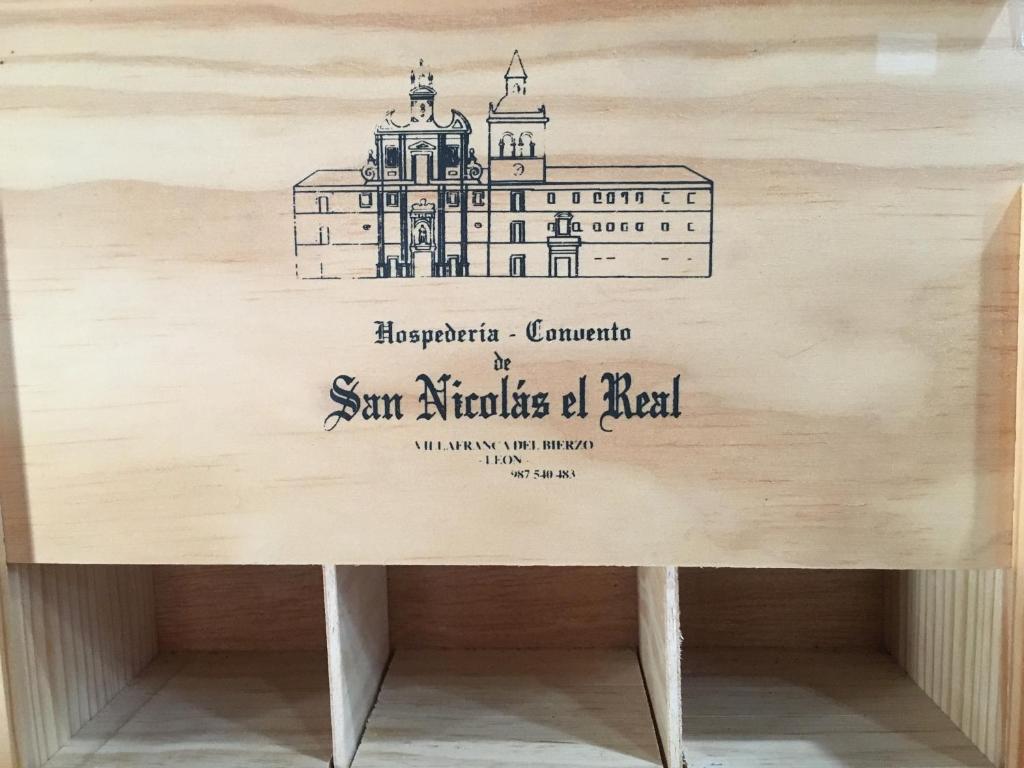 Hospedería - Convento
de
San Nicolás el Real
VILLAFRANCA DEL BIERZO
- LEON -
987 540 483